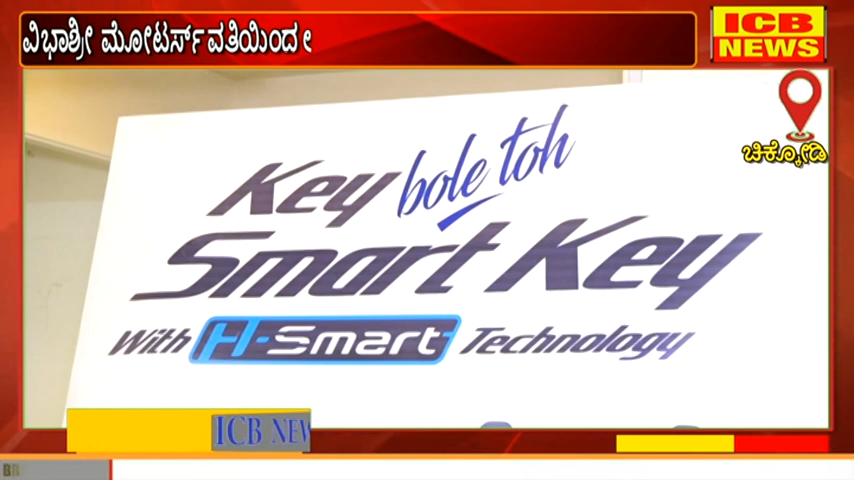 ವಿಭಾಶ್ರೀ ಮೋಟರ್ಸ್ ವತಿಯಿಂದ
ICB
NEWS
ಚಿಕ್ಕೋಡಿ
Key bole toh
Smart Key
With H-Smart Technology
ICB NEW